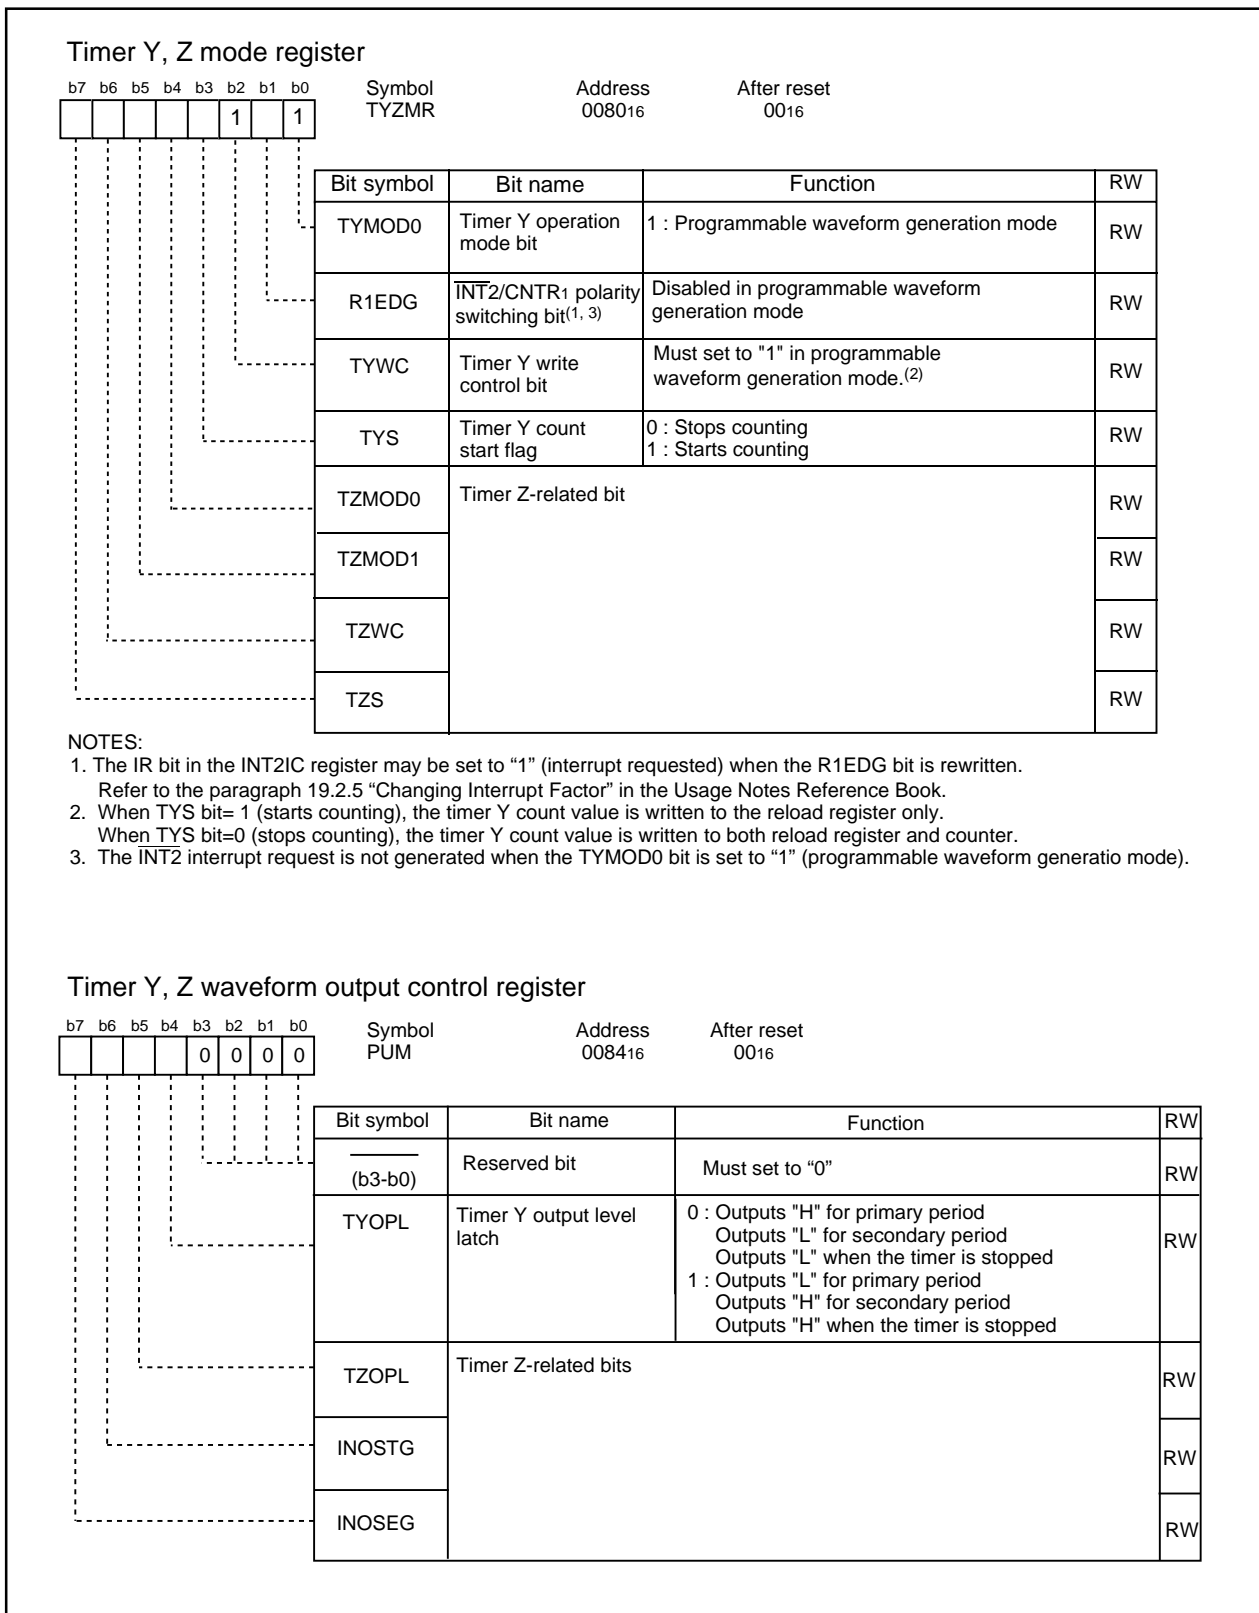 Timer Y, Z mode register
b7 b6 b5 b4 b3 b2 b1 b0
Symbol Address After reset
TYZMR 008016 0016
1 1
Bit symbol Bit name Function RW
TYMOD0 Timer Y operation mode bit 1 : Programmable waveform generation mode RW
R1EDG INT2/CNTR1 polarity switching bit(1, 3) Disabled in programmable waveform generation mode RW
TYWC Timer Y write control bit Must set to "1" in programmable waveform generation mode.(2) RW
TYS Timer Y count start flag 0 : Stops counting
1 : Starts counting RW
TZMOD0 Timer Z-related bit RW
TZMOD1 RW
TZWC RW
TZS RW
NOTES:
1. The IR bit in the INT2IC register may be set to “1” (interrupt requested) when the R1EDG bit is rewritten.
Refer to the paragraph 19.2.5 “Changing Interrupt Factor” in the Usage Notes Reference Book.
2. When TYS bit= 1 (starts counting), the timer Y count value is written to the reload register only.
When TYS bit=0 (stops counting), the timer Y count value is written to both reload register and counter.
3. The INT2 interrupt request is not generated when the TYMOD0 bit is set to “1” (programmable waveform generatio mode).
Timer Y, Z waveform output control register
b7 b6 b5 b4 b3 b2 b1 b0
Symbol Address After reset
PUM 008416 0016
0 0 0 0
Bit symbol Bit name Function RW
(b3-b0) Reserved bit Must set to “0” RW
TYOPL Timer Y output level latch 0 : Outputs "H" for primary period
Outputs "L" for secondary period
Outputs "L" when the timer is stopped
1 : Outputs "L" for primary period
Outputs "H" for secondary period
Outputs "H" when the timer is stopped RW
TZOPL Timer Z-related bits RW
INOSTG RW
INOSEG RW